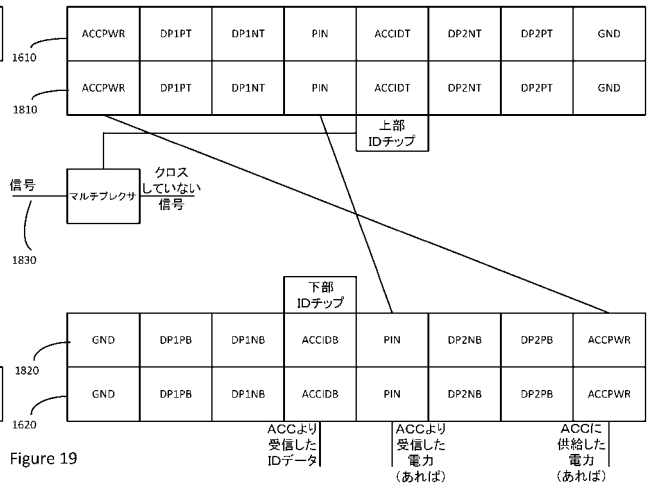 1610
ACCPWR DP1PT DP1NT PIN ACCIDT DP2NT DP2PT GND
1810
ACCPWR DP1PT DP1NT PIN ACCIDT DP2NT DP2PT GND
上部
IDチップ
信号
マルチプレクサ
クロス
していない
信号
1830
下部
IDチップ
1820
GND DP1PB DP1NB ACCIDB PIN DP2NB DP2PB ACCPWR
1620
GND DP1PB DP1NB ACCIDB PIN DP2NB DP2PB ACCPWR
ACCより
受信した
IDデータ
ACCより
受信した
電力
(あれば)
ACCに
供給した
電力
(あれば)
Figure 19